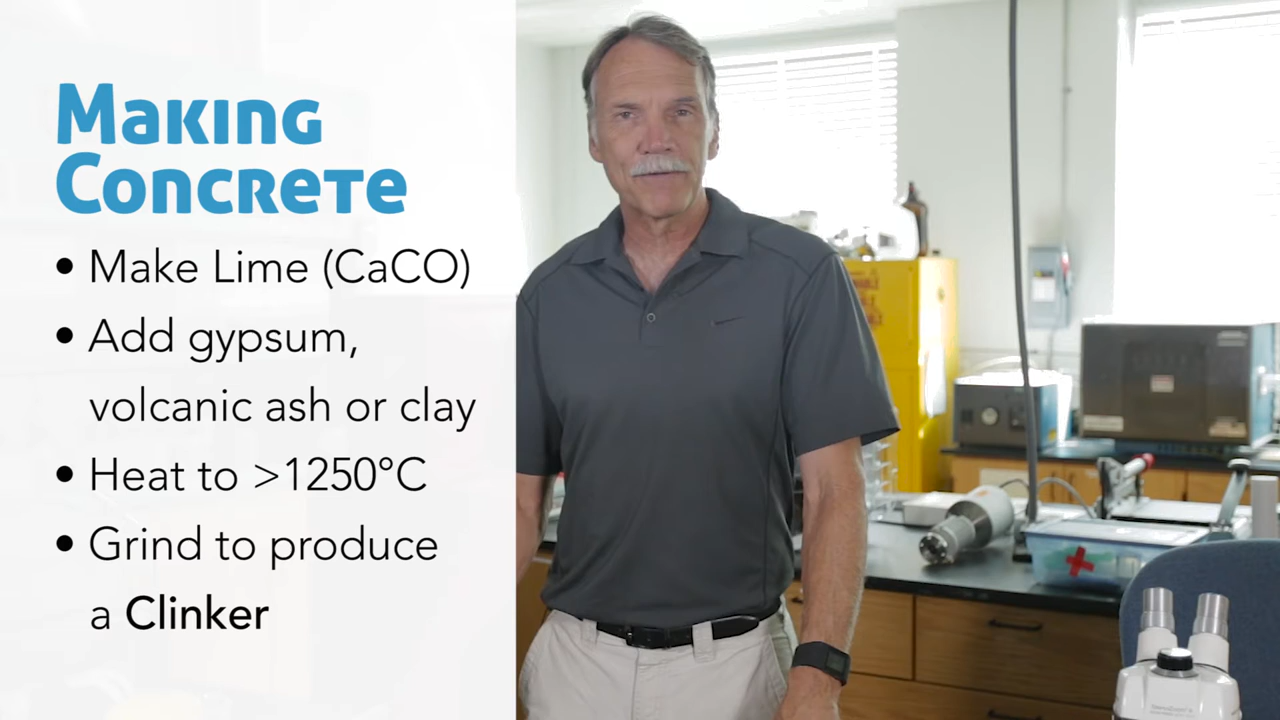 Making
Concrete
• Make Lime (CaCO)
• Add gypsum,
volcanic ash or clay
• Heat to >1250°C
• Grind to produce
a Clinker